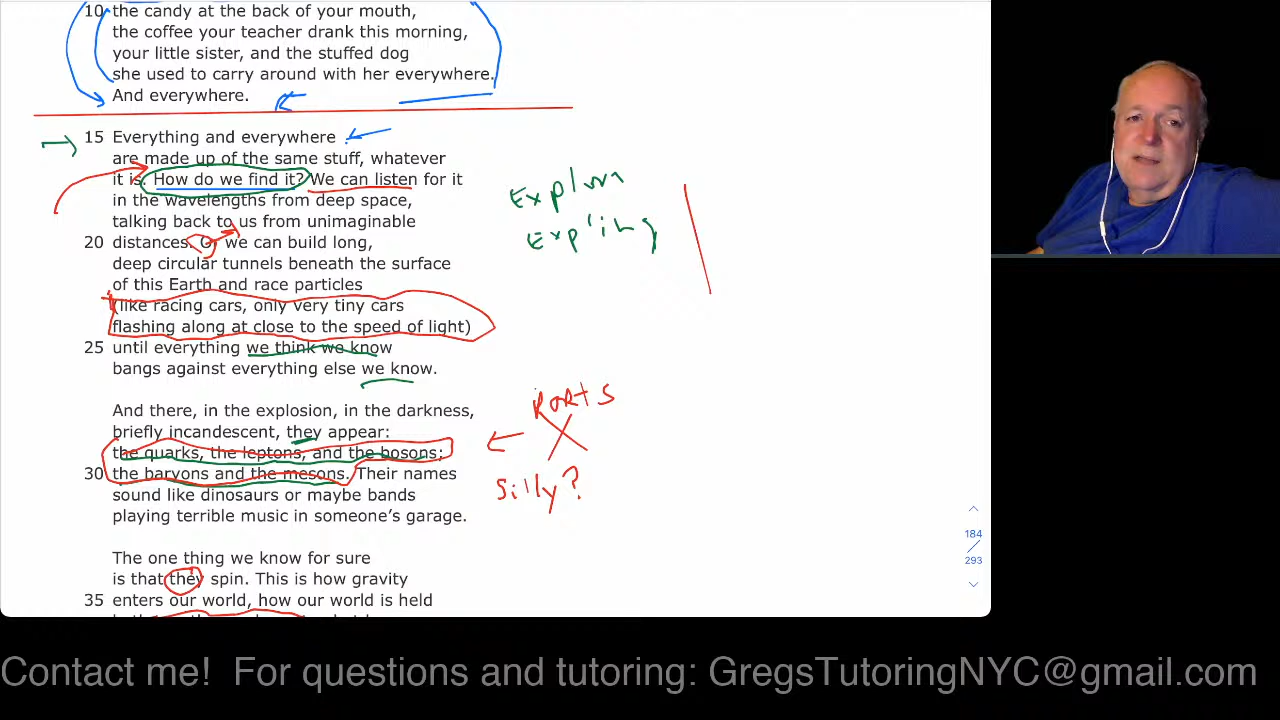 10 the candy at the back of your mouth,
the coffee your teacher drank this morning,
your little sister, and the stuffed dog
she used to carry around with her everywhere.
And everywhere.
15 Everything and everywhere
are made up of the same stuff, whatever
it is. How do we find it? We can listen for it
in the wavelengths from deep space,
talking back to us from unimaginable
20 distances. Or we can build long,
deep circular tunnels beneath the surface
of this Earth and race particles
(like racing cars, only very tiny cars
flashing along at close to the speed of light)
25 until everything we think we know
bangs against everything else we know.
And there, in the explosion, in the darkness,
briefly incandescent, they appear:
the quarks, the leptons, and the bosons;
30 the baryons and the mesons. Their names
sound like dinosaurs or maybe bands
playing terrible music in someone's garage.
The one thing we know for sure
is that they spin. This is how gravity
35 enters our world, how our world is held
Silly?
184
293
Contact me! For questions and tutoring: GregsTutoringNYC@gmail.com